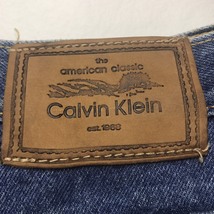 the
american classic
Calvin Klein
est. 1968